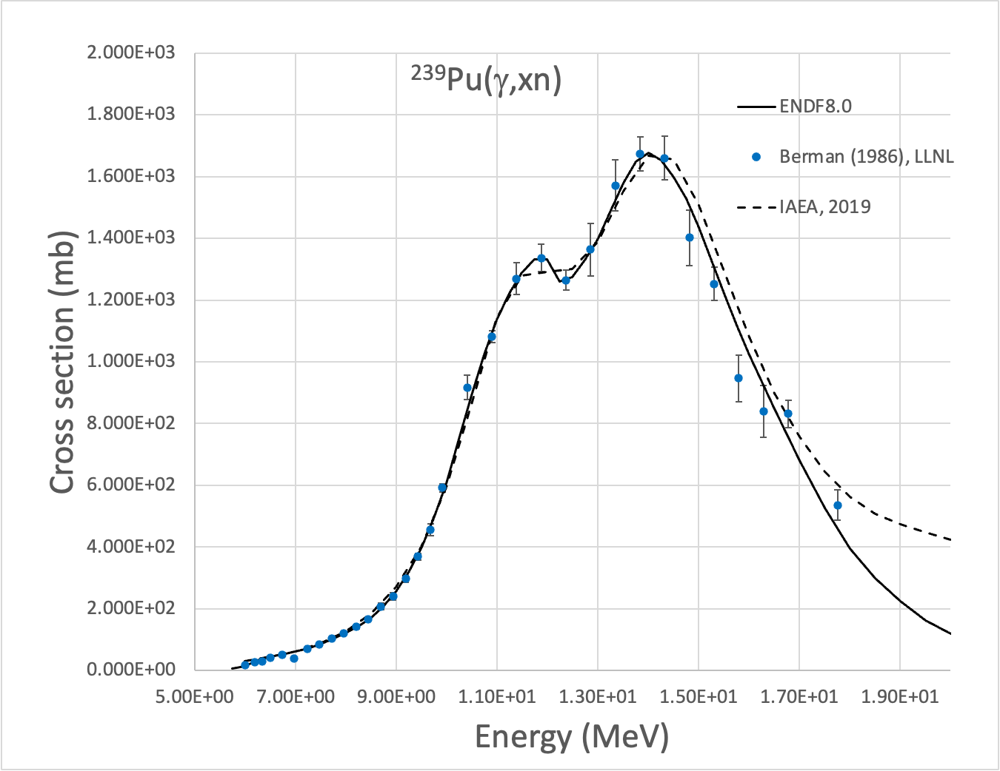 ²³⁹Pu(γ,xn)
ENDF8.0
Berman (1986), LLNL
IAEA, 2019
Cross section (mb)
2.000E+03
1.800E+03
1.600E+03
1.400E+03
1.200E+03
1.000E+03
8.000E+02
6.000E+02
4.000E+02
2.000E+02
0.000E+00
5.00E+00 7.00E+00 9.00E+00 1.10E+01 1.30E+01 1.50E+01 1.70E+01 1.90E+01
Energy (MeV)